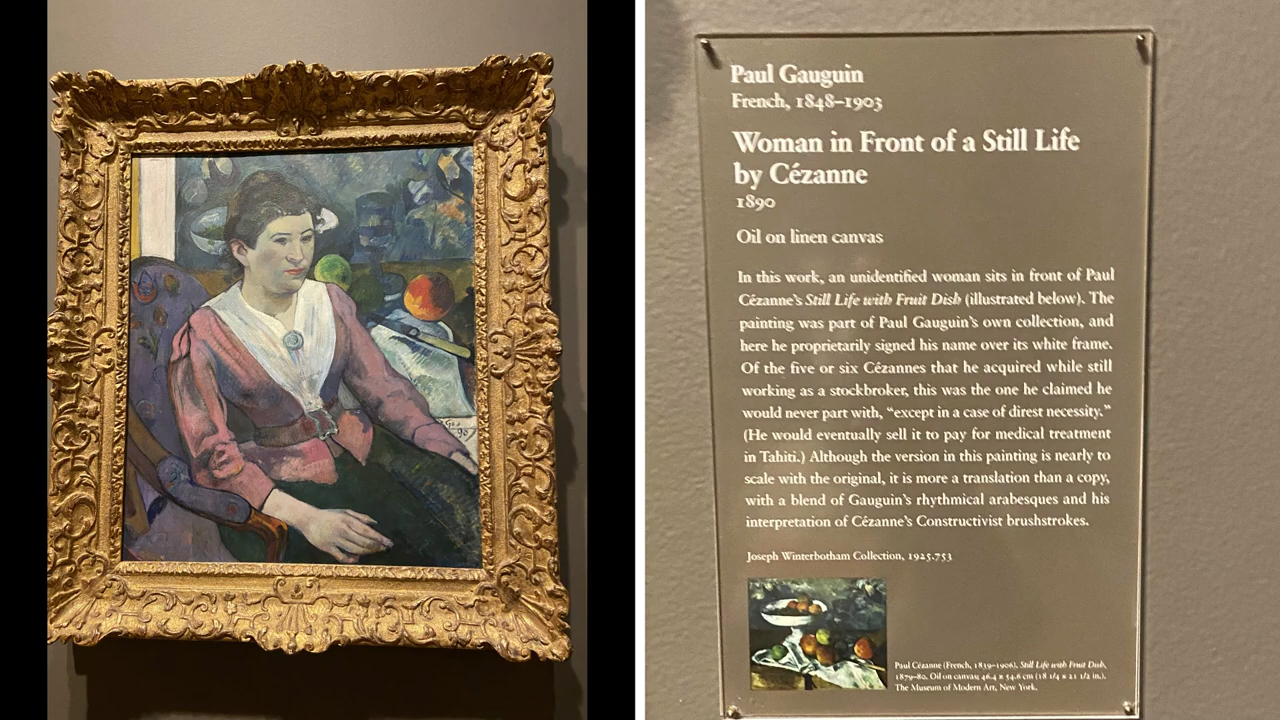 Paul Gauguin
French, 1848–1903
Woman in Front of a Still Life
by Cézanne
1890
Oil on linen canvas
In this work, an unidentified woman sits in front of Paul
Cézanne's Still Life with Fruit Dish (illustrated below). The
painting was part of Paul Gauguin's own collection, and
here he proprietarily signed his name over its white frame.
Of the five or six Cézannes that he acquired while still
working as a stockbroker, this was the one he claimed he
would never part with, “except in a case of direst necessity.”
(He would eventually sell it to pay for medical treatment
in Tahiti.) Although the version in this painting is nearly to
scale with the original, it is more a translation than a copy,
with a blend of Gauguin's rhythmical arabesques and his
interpretation of Cézanne's Constructivist brushstrokes.
Joseph Winterbotham Collection, 1925.753
Paul Cézanne (French, 1839–1906). Still Life with Fruit Dish,
1879–80. Oil on canvas; 46.4 x 54.6 cm (18 1/4 x 21 1/2 in.).
The Museum of Modern Art, New York.